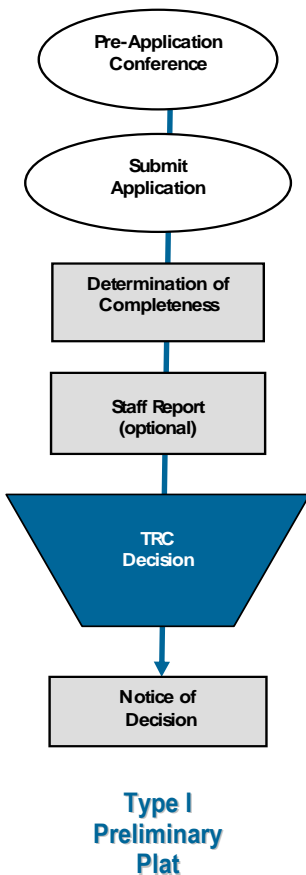 Pre-Application
Conference
Submit
Application
Determination of
Completeness
Staff Report
(optional)
TRC
Decision
Notice of
Decision
Type I
Preliminary
Plat